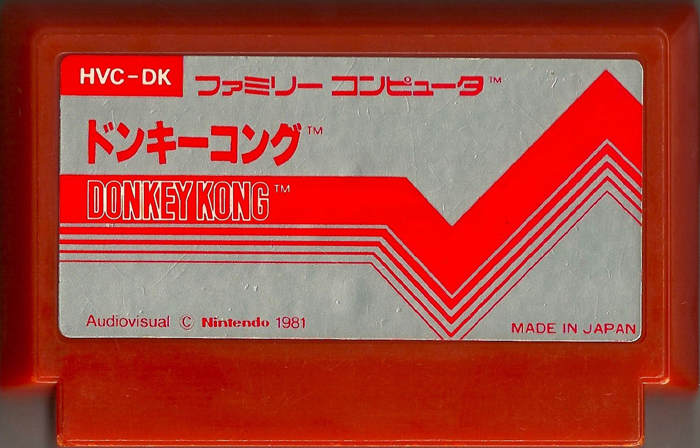 HVC-DK ファミリー コンピュータ™
ドンキーコング™
DONKEY KONG™
Audiovisual © Nintendo 1981
MADE IN JAPAN